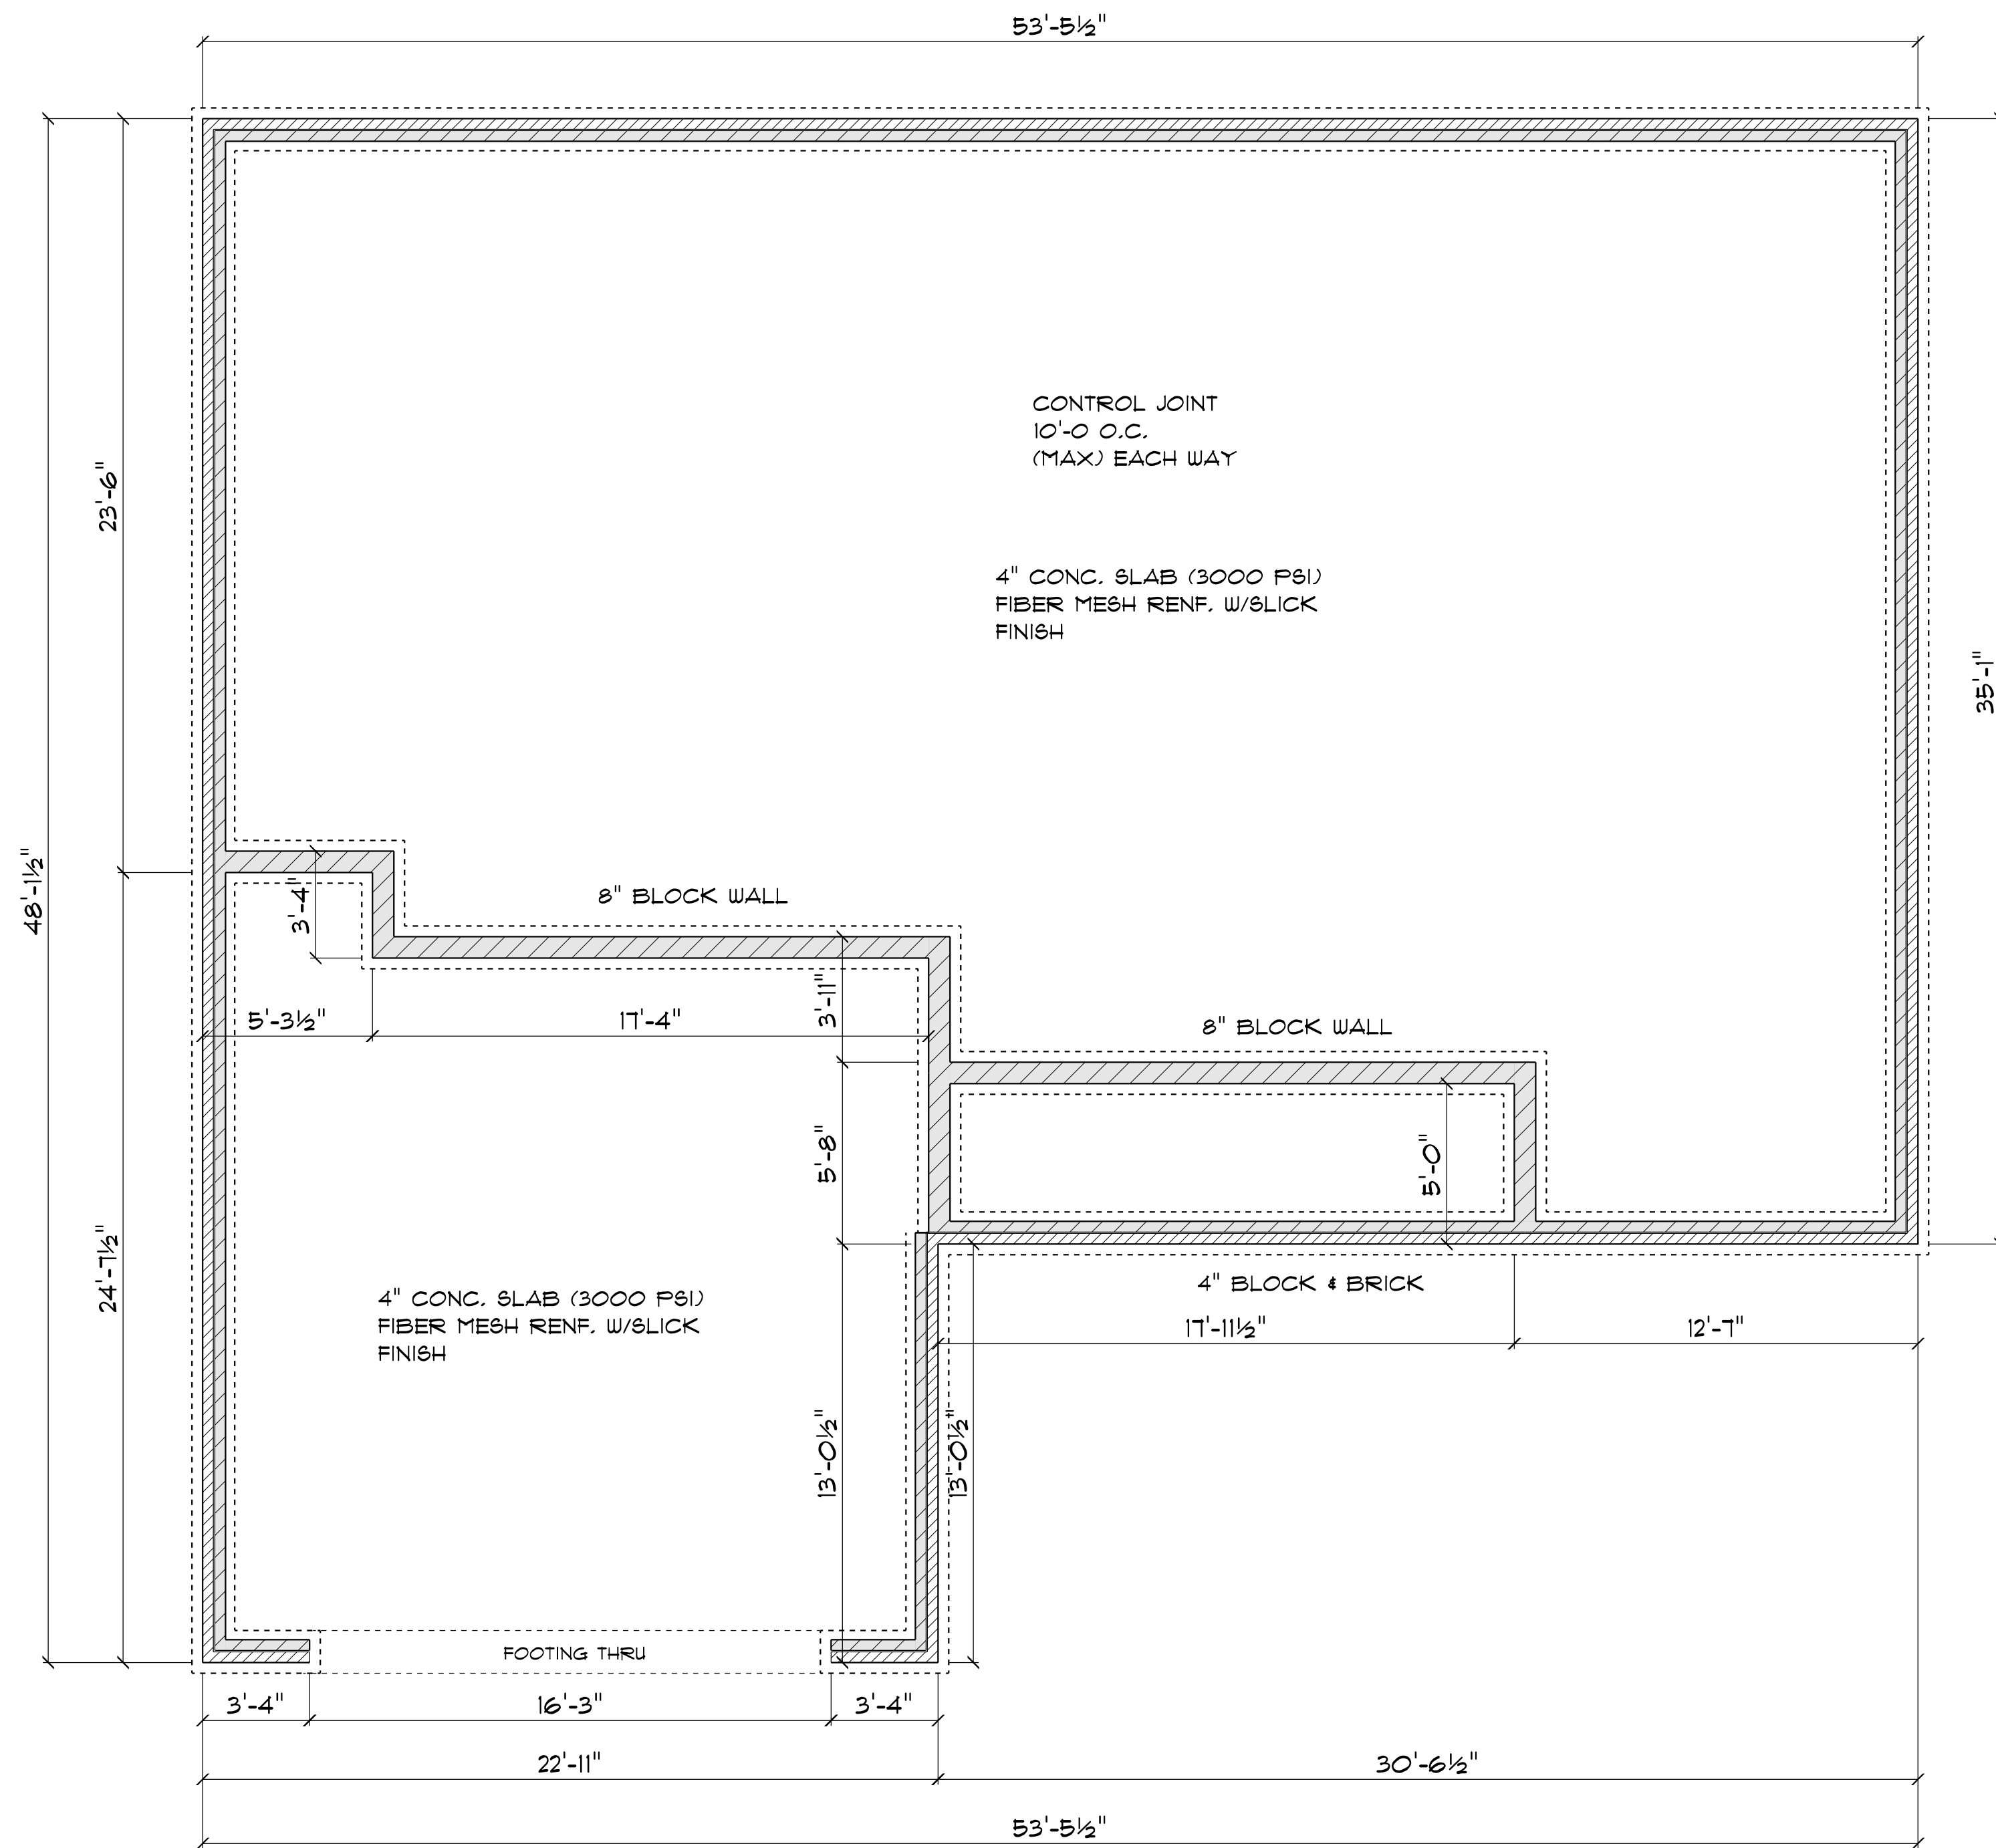 53'-5½"
CONTROL JOINT
10'-0 O.C.
(MAX) EACH WAY
23'-6"
4" CONC. SLAB (3000 PSI)
FIBER MESH RENF. W/SLICK
FINISH
35'-1"
48'-1½"
3'-4"
8" BLOCK WALL
3'-11"
5'-3½"
17'-4"
8" BLOCK WALL
5'-8"
5'-0"
24'-7½"
4" CONC. SLAB (3000 PSI)
FIBER MESH RENF. W/SLICK
FINISH
4" BLOCK & BRICK
17'-11½"
12'-7"
13'-0½"
13'-0½"
FOOTING THRU
3'-4"
16'-3"
3'-4"
22'-11"
30'-6½"
53'-5½"